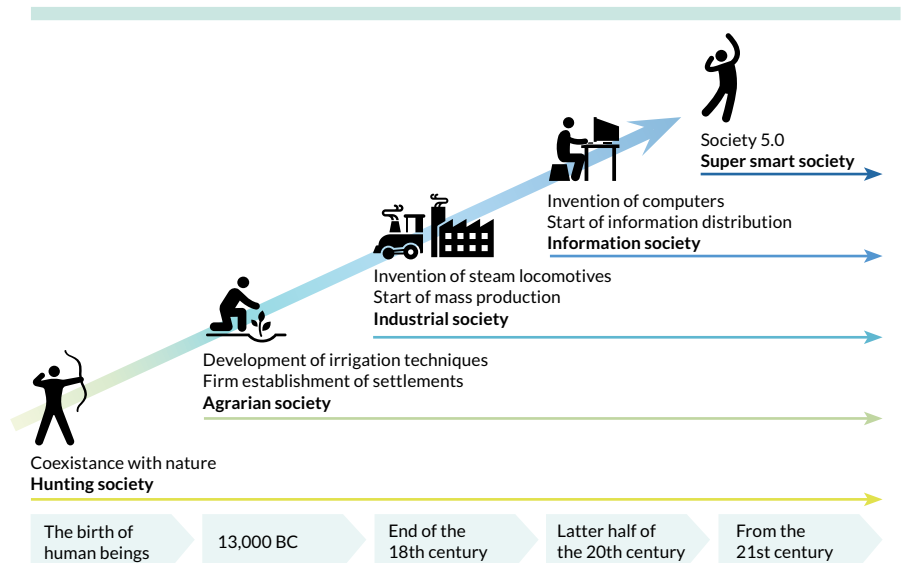 Society 5.0
Super smart society
Invention of computers
Start of information distribution
Information society
Invention of steam locomotives
Start of mass production
Industrial society
Development of irrigation techniques
Firm establishment of settlements
Agrarian society
Coexistance with nature
Hunting society
The birth of
human beings
13,000 BC
End of the
18th century
Latter half of
the 20th century
From the
21st century